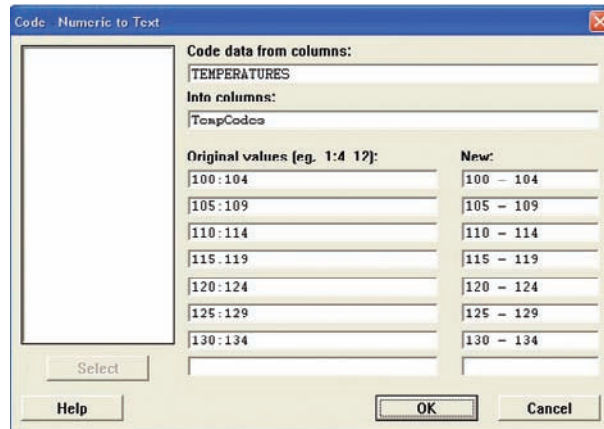 Code - Numeric to Text
Code data from columns:
TEMPERATURES
Into columns:
TempCodes
Original values (eg. 1:4 12): New:
100:104 100 - 104
105:109 105 - 109
110:114 110 - 114
115.119 115 - 119
120:124 120 - 124
125:129 125 - 129
130:134 130 - 134
Select
Help OK Cancel